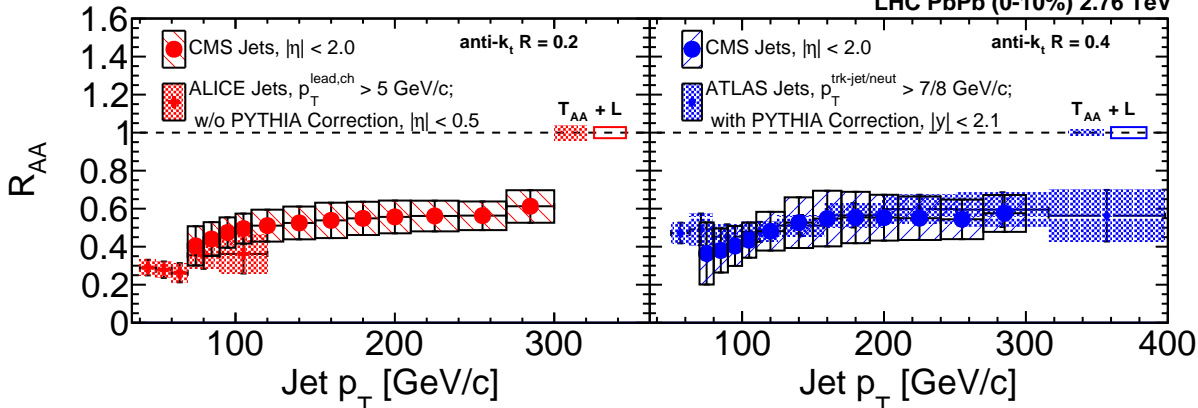 LHC PbPb (0-10%) 2.76 TeV
R_AA
1.6
1.4
1.2
1
0.8
0.6
0.4
0.2
0
CMS Jets, |η| < 2.0
anti-k_t R = 0.2
ALICE Jets, p_T^lead,ch > 5 GeV/c;
w/o PYTHIA Correction, |η| < 0.5
T_AA + L
100 200 300
Jet p_T [GeV/c]
CMS Jets, |η| < 2.0
anti-k_t R = 0.4
ATLAS Jets, p_T^trk-jet/neut > 7/8 GeV/c;
with PYTHIA Correction, |y| < 2.1
T_AA + L
100 200 300 400
Jet p_T [GeV/c]